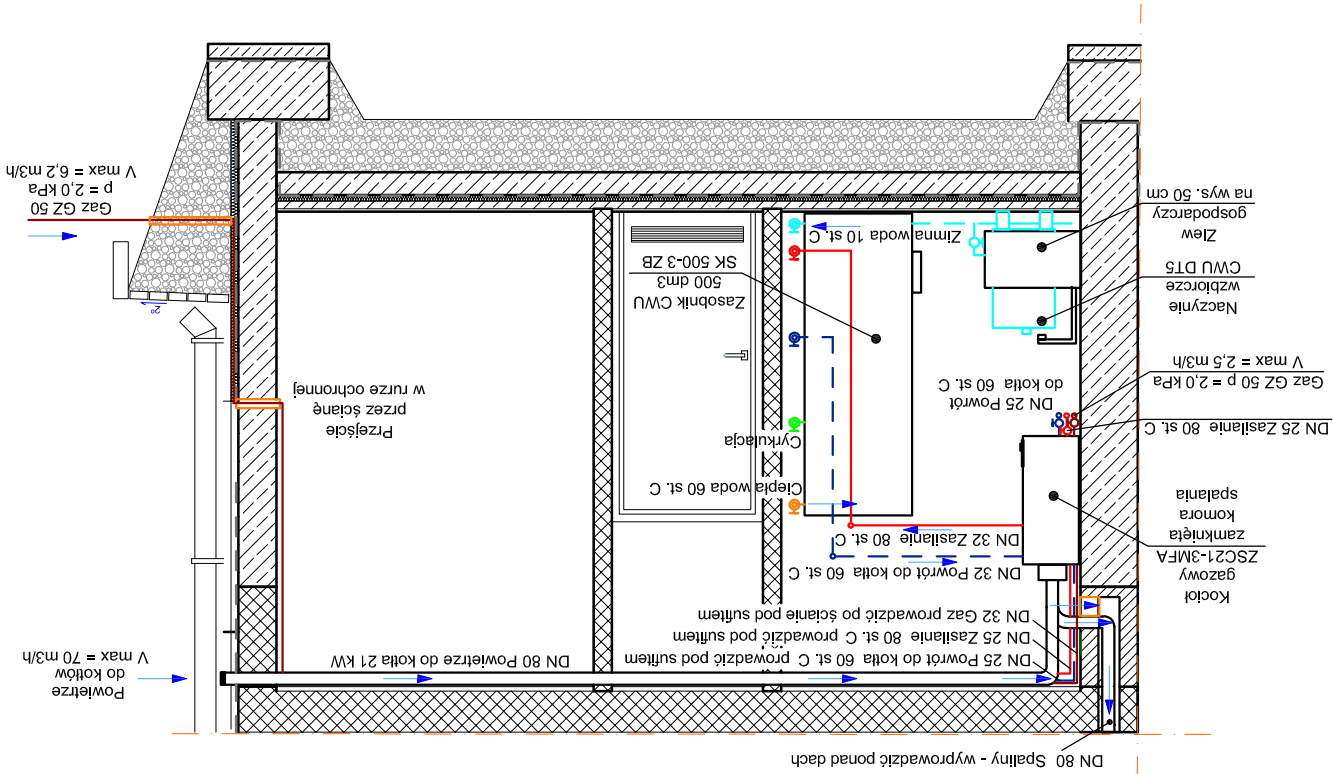 DN 80 Spaliny - wyprowadzić ponad dach
Powietrze
do kotłów
V max = 70 m3/h
DN 25 Powrót do kotła 60 st. C prowadzić pod sufitem
DN 80 Powietrze do kotła 21 kW
DN 25 Zasilanie 80 st. C prowadzić pod sufitem
DN 32 Gaz prowadzić po ścianie pod sufitem
Kocioł
gazowy
ZSC21-3MFA
zamknięta
komora
spalania
DN 32 Powrót do kotła 60 st. C
DN 32 Zasilanie 80 st. C
Ciepła woda 60 st. C
Cyrkulacja
DN 25 Zasilanie 80 st. C
Gaz GZ 50 p = 2,0 kPa
V max = 2,5 m3/h
DN 25 Powrót
do kotła 60 st. C
Przejście
przez ścianę
w rurze ochronnej
Naczynie
wzbiorcze
CWU DT5
Zasobnik CWU
500 dm3
SK 500-3 ZB
2°
Zlew
gospodarczy
na wys. 50 cm
Zimna woda 10 st. C
Gaz GZ 50
p = 2,0 kPa
V max = 6,2 m3/h